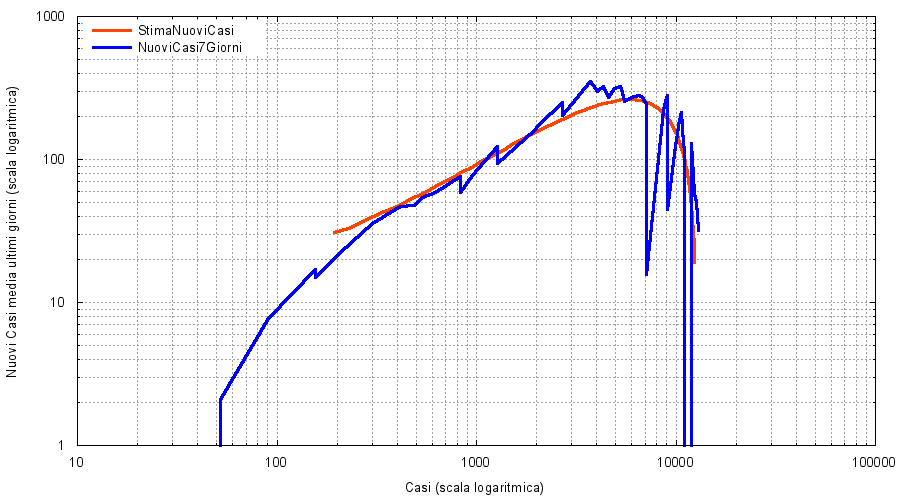 1000
StimaNuoviCasi
NuoviCasi7Giorni
100
10
1
10
100
1000
10000
100000
Nuovi Casi media ultimi giorni (scala logaritmica)
Casi (scala logaritmica)